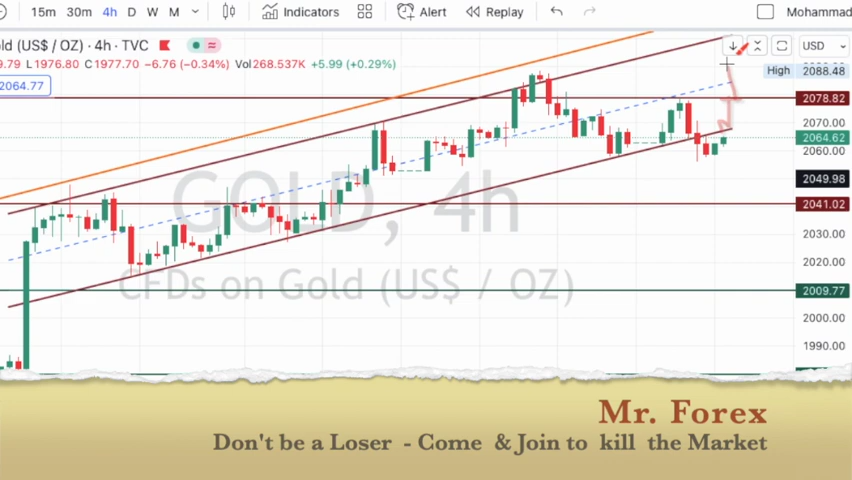 15m 30m 4h D W M Indicators Alert Replay Mohammad
ld (US$ / OZ) · 4h · TVC USD
9.79 L1976.80 C1977.70 −6.76 (−0.34%) Vol268.537K +5.99 (+0.29%)
High 2088.48
2064.77
2078.82
2070.00
2064.62
2060.00
2049.98
2041.02
2030.00
2020.00
2009.77
2000.00
1990.00
GOLD, 4h
CFDs on Gold (US$ / OZ)
Mr. Forex
Don't be a Loser - Come & Join to kill the Market